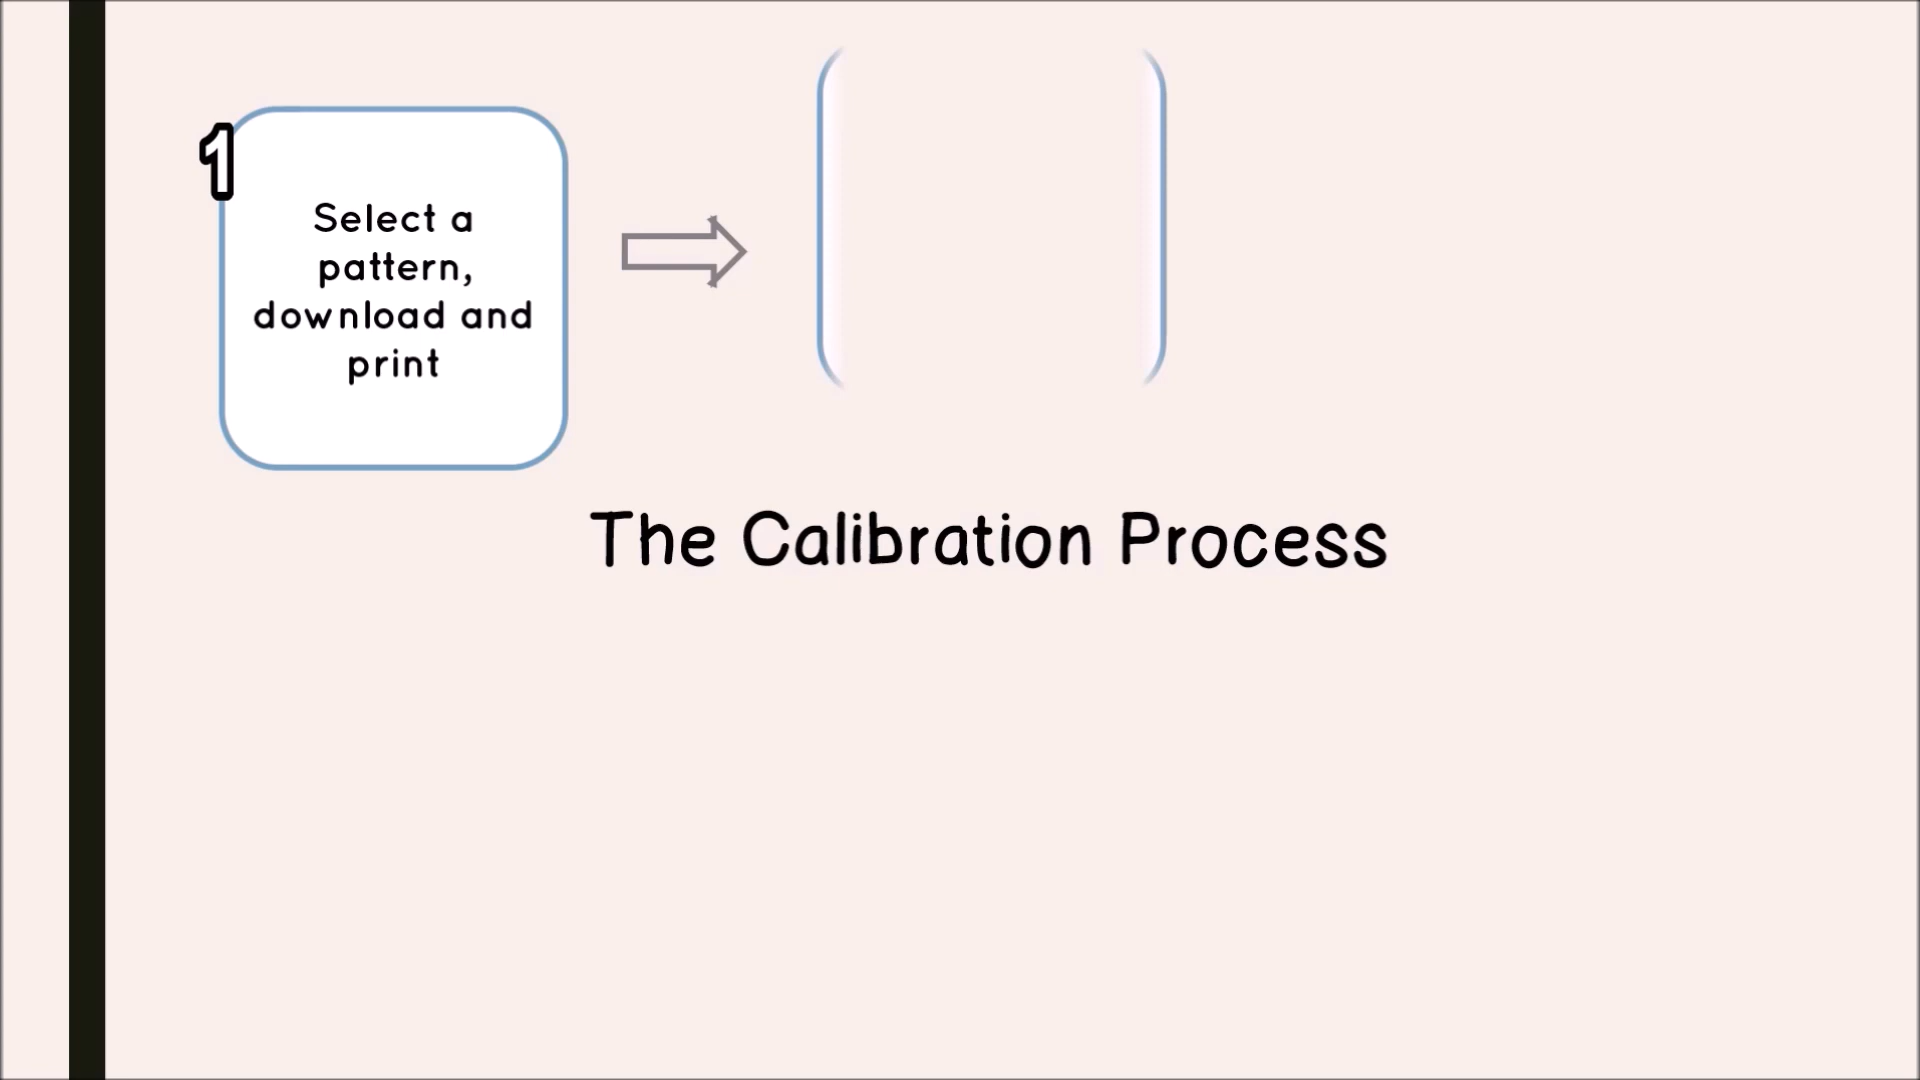 1
Select a
pattern,
download and
print
The Calibration Process